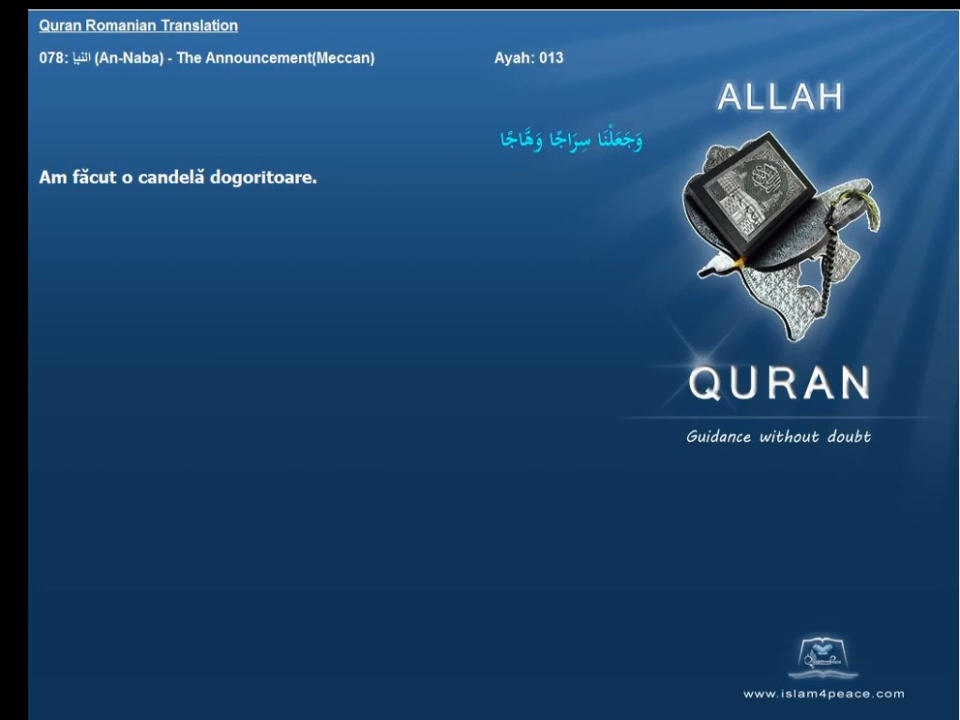 Quran Romanian Translation
078: النبإ (An-Naba) - The Announcement(Meccan) Ayah: 013
ALLAH
وَجَعَلْنَا سِرَاجًا وَهَّاجًا
Am făcut o candelă dogoritoare.
QURAN
Guidance without doubt
www.islam4peace.com